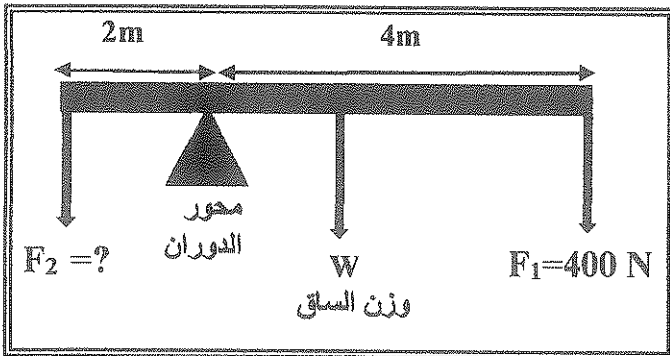 2m 4m
محور
الدوران
F₂ =?
W
وزن الساق
F₁=400 N